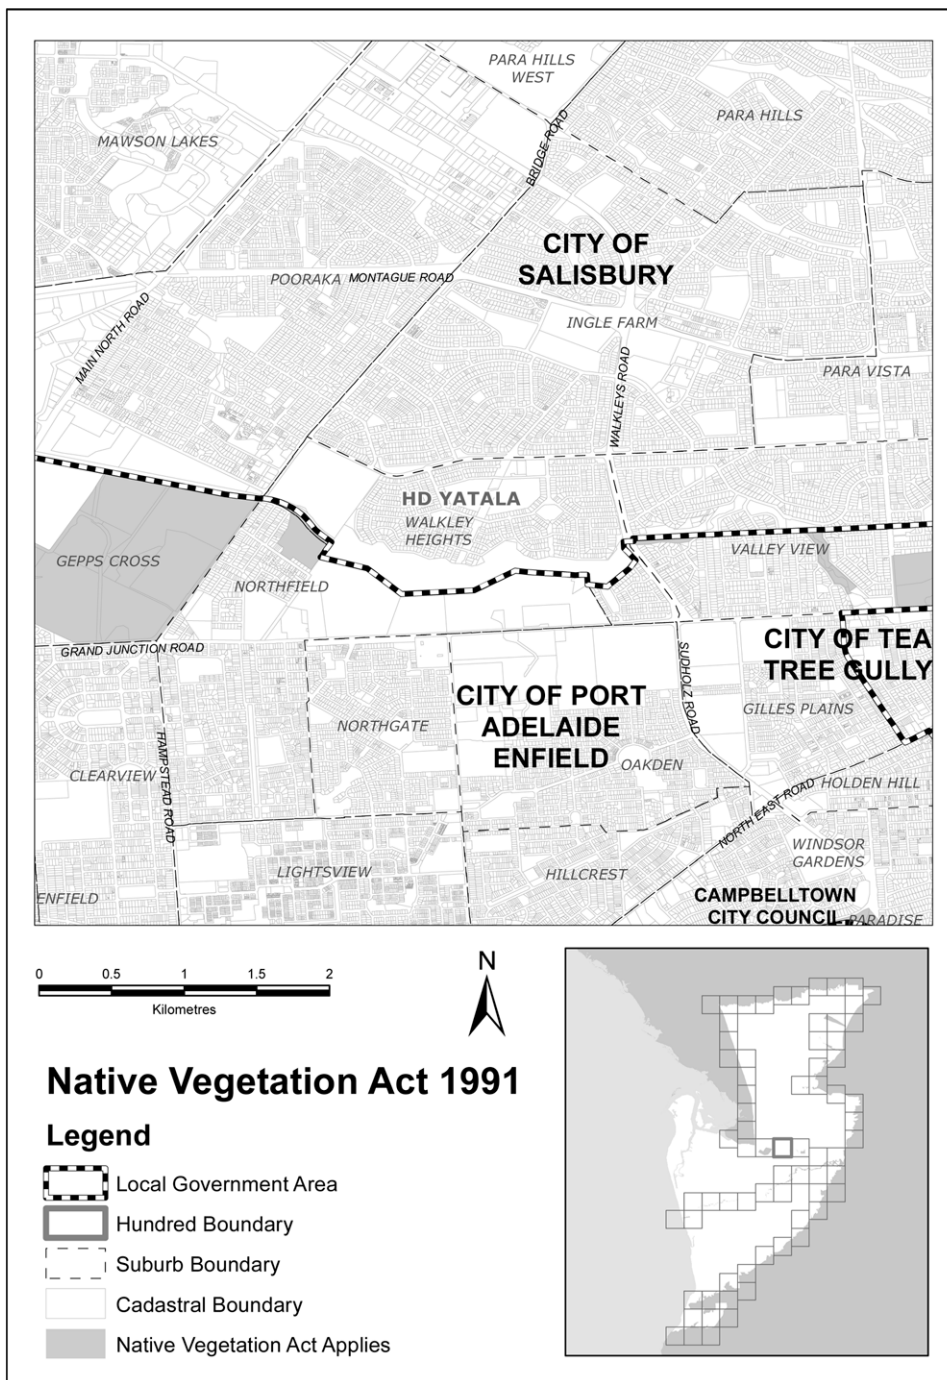 PARA HILLS
WEST
PARA HILLS
MAWSON LAKES
BRIDGE ROAD
CITY OF
SALISBURY
POORAKA
MONTAGUE ROAD
INGLE FARM
MAIN NORTH ROAD
WALKLEYS ROAD
PARA VISTA
HD YATALA
WALKLEY
HEIGHTS
VALLEY VIEW
GEPPS CROSS
NORTHFIELD
GRAND JUNCTION ROAD
CITY OF TEA
TREE GULLY
SUDHOLZ ROAD
CITY OF PORT
ADELAIDE
ENFIELD
GILLES PLAINS
NORTHGATE
HAMPSTEAD ROAD
CLEARVIEW
OAKDEN
HOLDEN HILL
NORTH EAST ROAD
WINDSOR
GARDENS
LIGHTSVIEW
HILLCREST
ENFIELD
CAMPBELLTOWN
CITY COUNCIL
PARADISE
0 0.5 1 1.5 2
Kilometres
N
Native Vegetation Act 1991
Legend
Local Government Area
Hundred Boundary
Suburb Boundary
Cadastral Boundary
Native Vegetation Act Applies